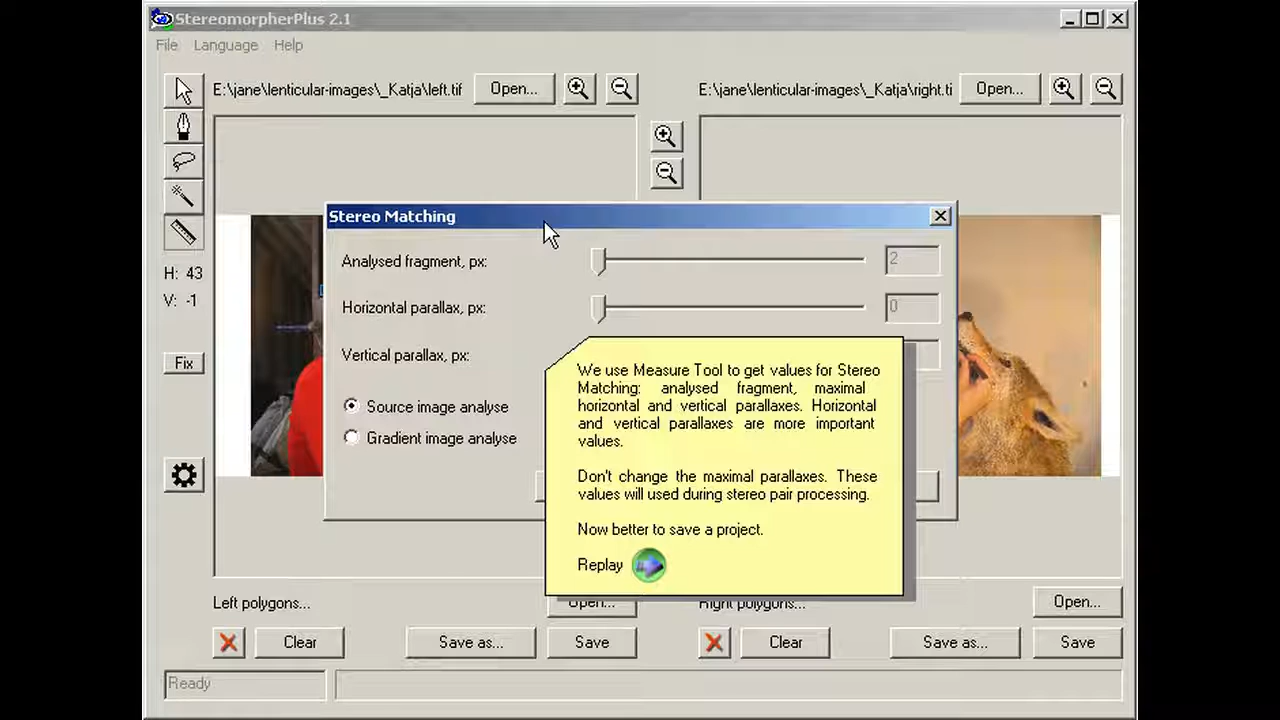 StereomorpherPlus 2.1
File Language Help
E:\jane\lenticular-images\_Katja\left.tif Open...
E:\jane\lenticular-images\_Katja\right.ti Open...
Stereo Matching
Analysed fragment, px: 2
Horizontal parallax, px: 0
Vertical parallax, px:
Source image analyse
Gradient image analyse
H: 43
V: -1
Fix
We use Measure Tool to get values for Stereo
Matching: analysed fragment, maximal
horizontal and vertical parallaxes. Horizontal
and vertical parallaxes are more important
values.
Don't change the maximal parallaxes. These
values will used during stereo pair processing.
Now better to save a project.
Replay
Left polygons... Open...
Right polygons... Open...
Clear Save as... Save
Clear Save as... Save
Ready